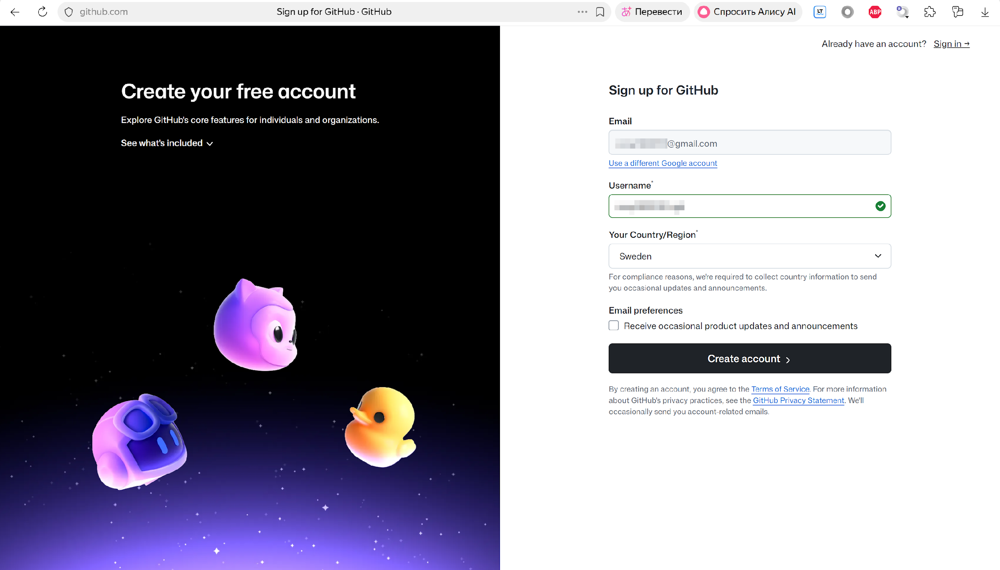 github.com
Sign up for GitHub · GitHub
Перевести
Спросить Алису AI
LT
ABP
Already have an account? Sign in →
Create your free account
Explore GitHub's core features for individuals and organizations.
See what's included
Sign up for GitHub
Email
@gmail.com
Use a different Google account
Username*
Your Country/Region*
Sweden
For compliance reasons, we're required to collect country information to send
you occasional updates and announcements.
Email preferences
Receive occasional product updates and announcements
Create account
By creating an account, you agree to the Terms of Service. For more information
about GitHub's privacy practices, see the GitHub Privacy Statement. We'll
occasionally send you account-related emails.